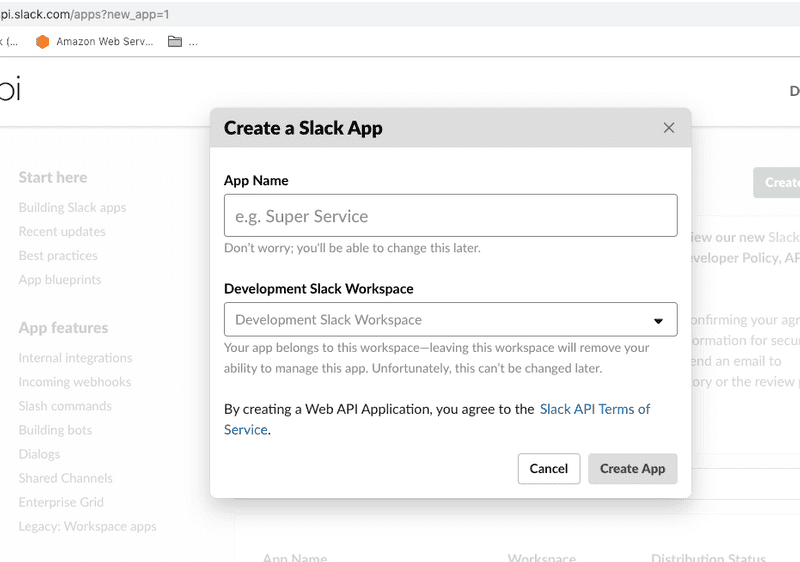 pi.slack.com/apps?new_app=1
k (...
Amazon Web Serv...
...
pi
D
Create a Slack App
App Name
e.g. Super Service
Don't worry; you'll be able to change this later.
Development Slack Workspace
Development Slack Workspace
Your app belongs to this workspace—leaving this workspace will remove your
ability to manage this app. Unfortunately, this can't be changed later.
By creating a Web API Application, you agree to the Slack API Terms of
Service.
Cancel
Create App
Start here
Building Slack apps
Recent updates
Best practices
App blueprints
App features
Internal integrations
Incoming webhooks
Slash commands
Building bots
Dialogs
Shared Channels
Enterprise Grid
Legacy: Workspace apps
Create
iew our new Slack
eveloper Policy, AP
onfirming your agr
ormation for secur
end an email to
ory or the review p
App Name
Workspace
Distribution Status